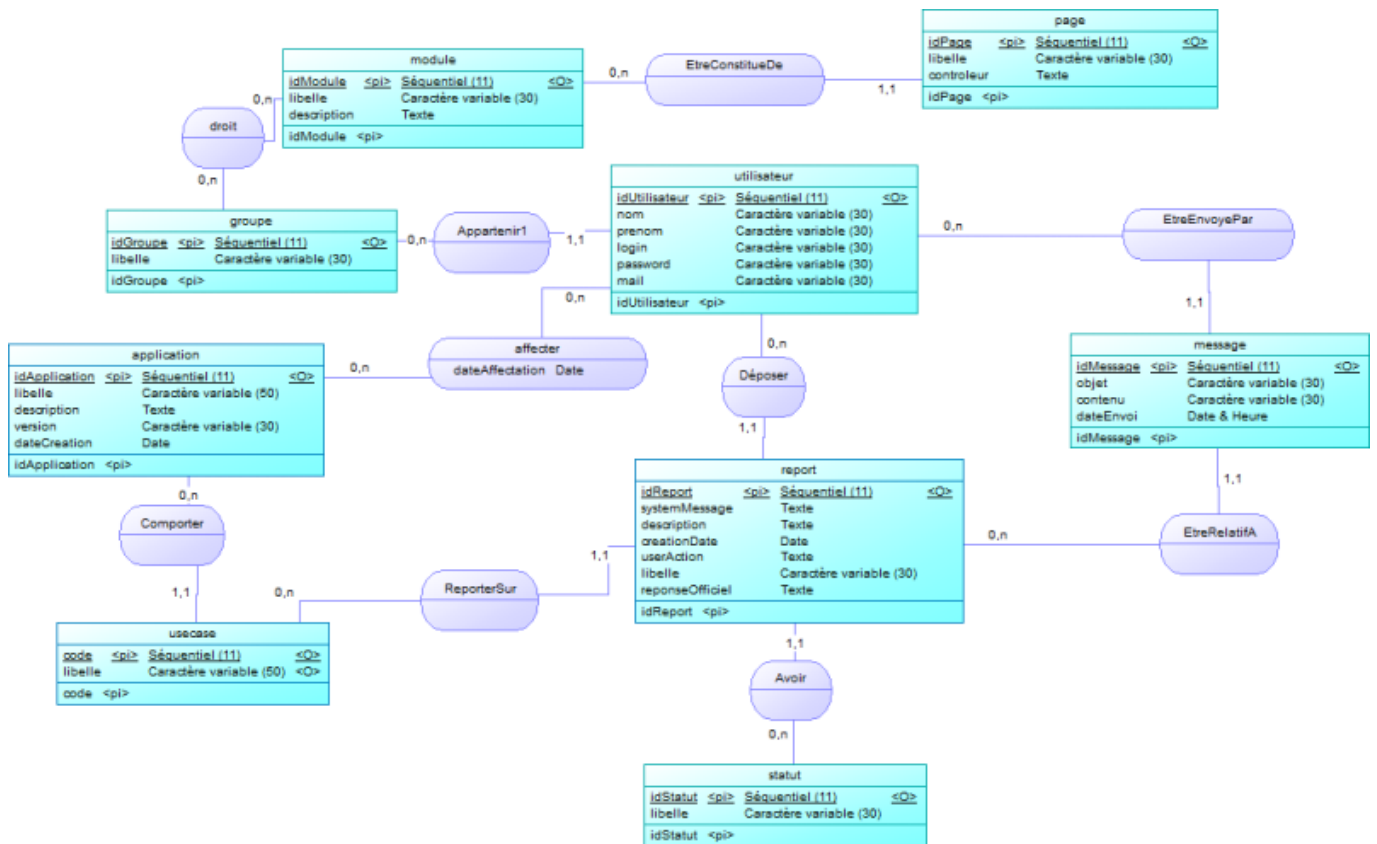 page
idPage <pi> Séquentiel (11) <O>
libelle Caractère variable (30)
controleur Texte
idPage <pi>
module
idModule <pi> Séquentiel (11) <O>
libelle Caractère variable (30)
description Texte
idModule <pi>
0,n
EtreConstitueDe
1,1
0,n
droit
0,n
utilisateur
idUtilisateur <pi> Séquentiel (11) <O>
nom Caractère variable (30)
prenom Caractère variable (30)
login Caractère variable (30)
password Caractère variable (30)
mail Caractère variable (30)
idUtilisateur <pi>
groupe
idGroupe <pi> Séquentiel (11) <O>
libelle Caractère variable (30)
idGroupe <pi>
0,n
Appartenir1
1,1
0,n
EtreEnvoyePar
1,1
0,n
affecter
dateAffectation Date
0,n
application
idApplication <pi> Séquentiel (11) <O>
libelle Caractère variable (50)
description Texte
version Caractère variable (30)
dateCreation Date
idApplication <pi>
0,n
Déposer
1,1
message
idMessage <pi> Séquentiel (11) <O>
objet Caractère variable (30)
contenu Caractère variable (30)
dateEnvoi Date & Heure
idMessage <pi>
1,1
EtreRelatifA
0,n
report
idReport <pi> Séquentiel (11) <O>
systemMessage Texte
description Texte
creationDate Date
userAction Texte
libelle Caractère variable (30)
reponseOfficiel Texte
idReport <pi>
0,n
Comporter
1,1
0,n
ReporterSur
1,1
usecase
code <pi> Séquentiel (11) <O>
libelle Caractère variable (50) <O>
code <pi>
1,1
Avoir
0,n
statut
idStatut <pi> Séquentiel (11) <O>
libelle Caractère variable (30)
idStatut <pi>